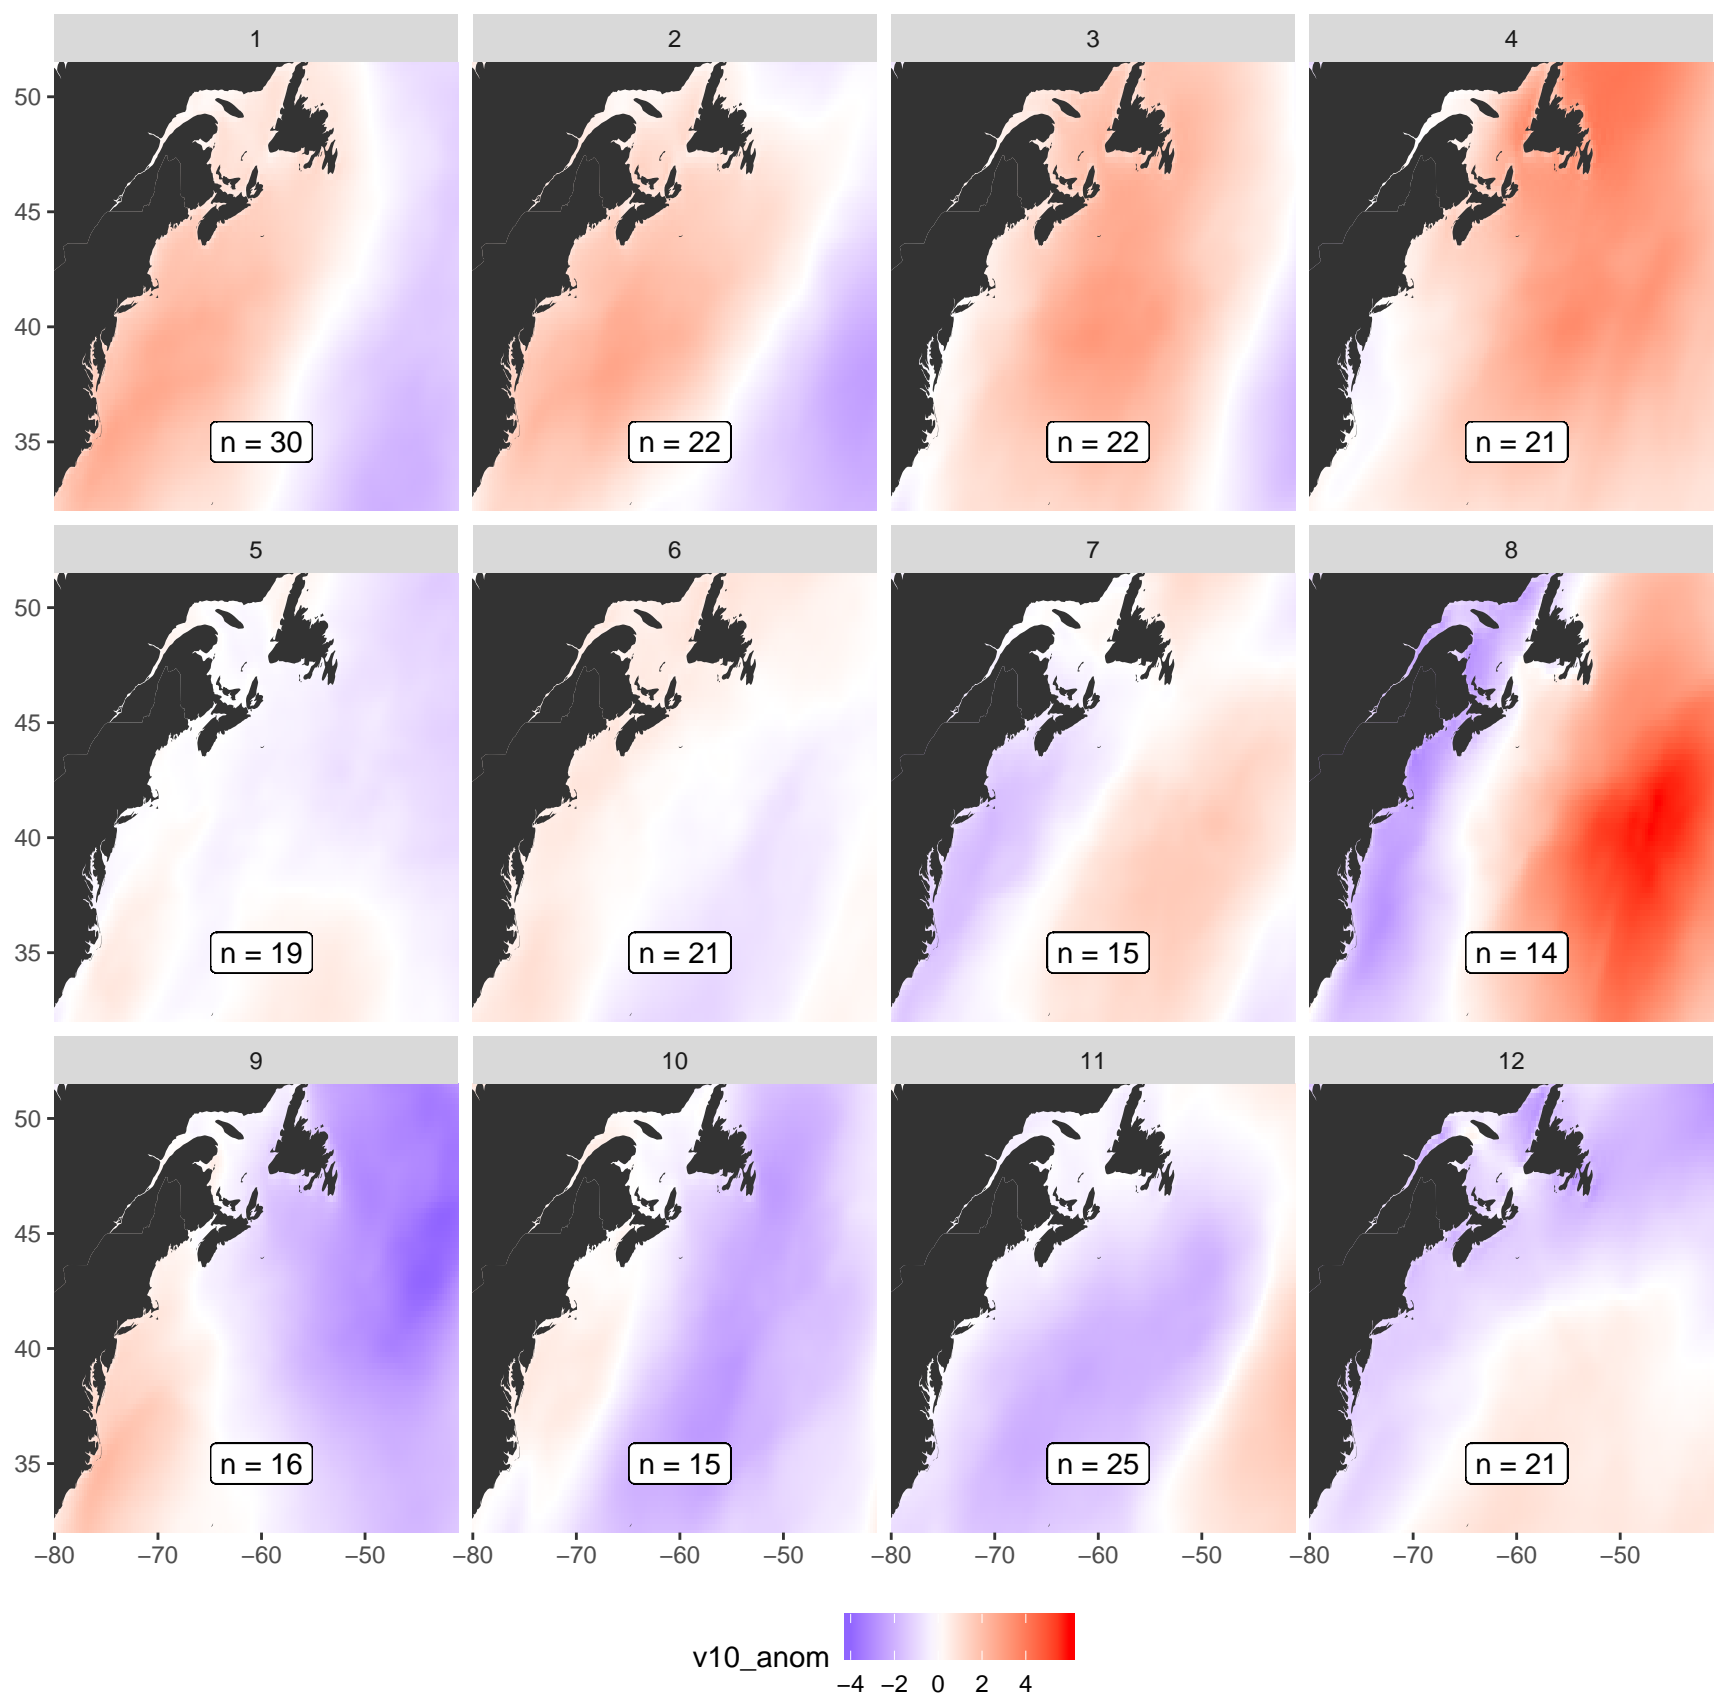 1 2 3 4
50
45
40
35
n = 30 n = 22 n = 22 n = 21
5 6 7 8
50
45
40
35
n = 19 n = 21 n = 15 n = 14
9 10 11 12
50
45
40
35
n = 16 n = 15 n = 25 n = 21
−80 −70 −60 −50 −80 −70 −60 −50 −80 −70 −60 −50 −80 −70 −60 −50
v10_anom
−4 −2 0 2 4